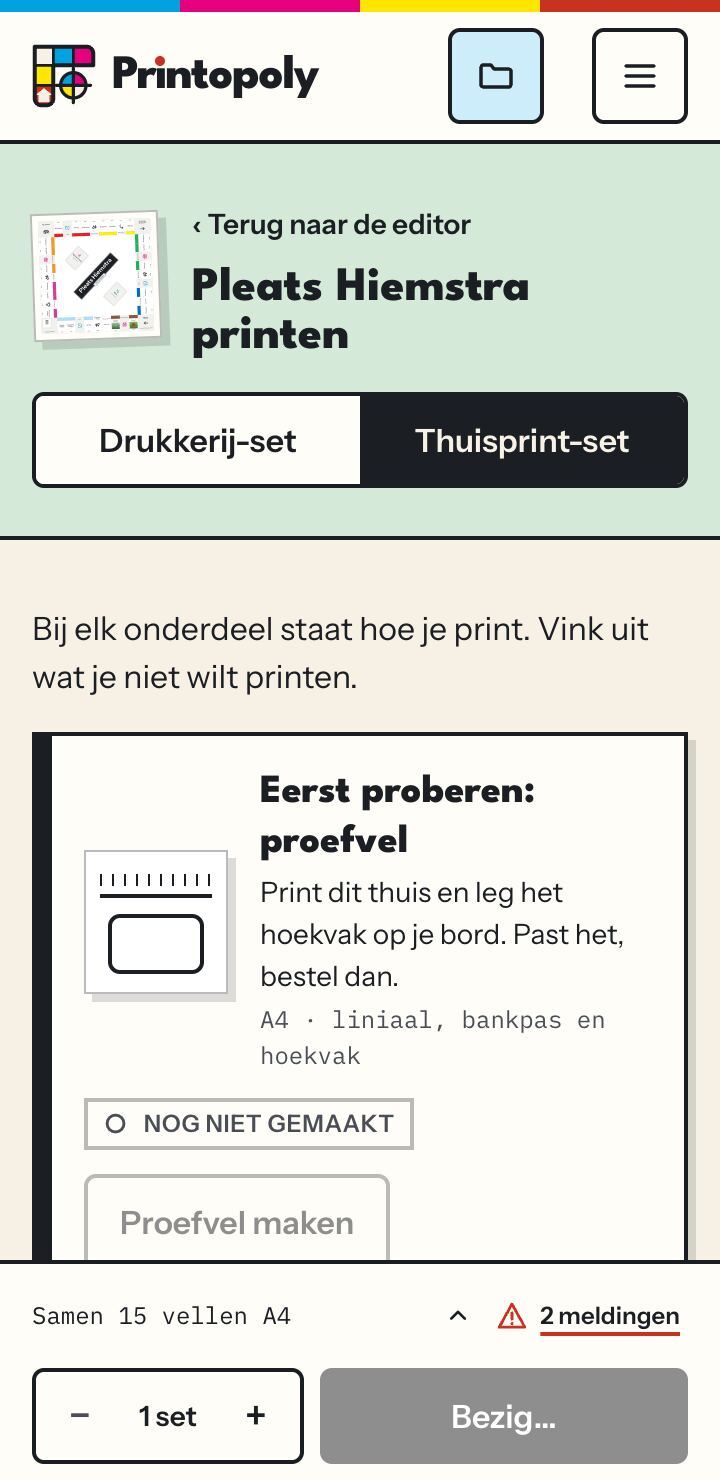 Printopoly
‹ Terug naar de editor
Pleats Hiemstra
Pleats Hiemstra
printen
Drukkerij-set
Thuisprint-set
Bij elk onderdeel staat hoe je print. Vink uit
wat je niet wilt printen.
Eerst proberen:
proefvel
Print dit thuis en leg het
hoekvak op je bord. Past het,
bestel dan.
A4 · liniaal, bankpas en
hoekvak
NOG NIET GEMAAKT
Proefvel maken
Samen 15 vellen A4
2 meldingen
− 1 set +
Bezig...